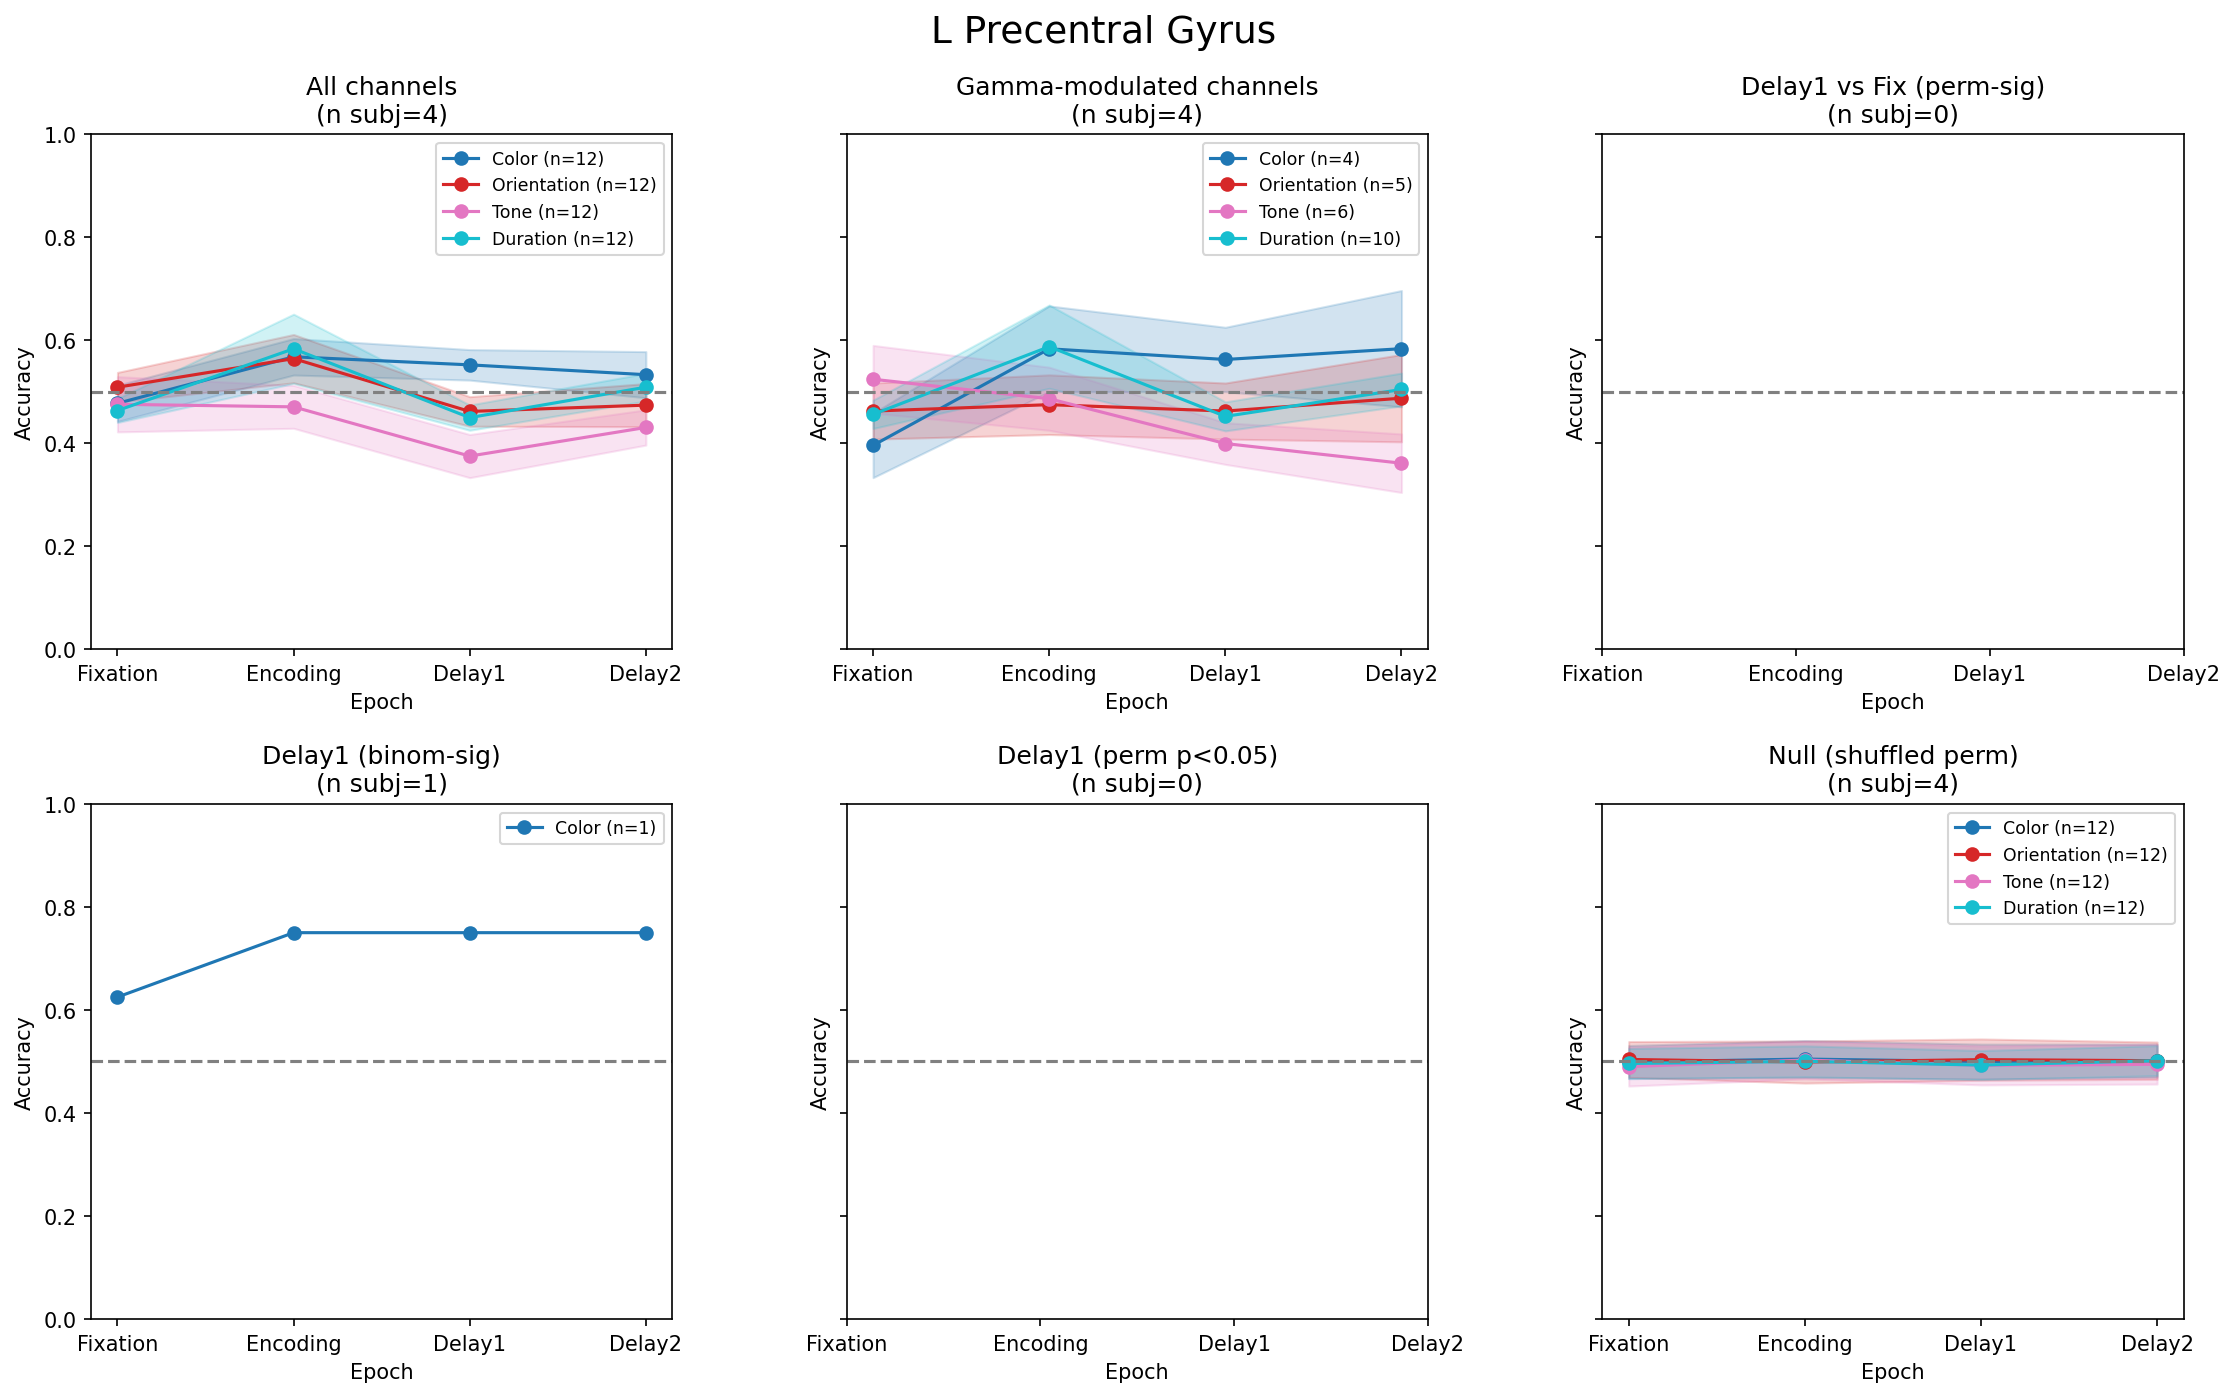 L Precentral Gyrus
All channels
(n subj=4)
1.0
0.8
0.6
0.4
0.2
0.0
Accuracy
Color (n=12)
Orientation (n=12)
Tone (n=12)
Duration (n=12)
Fixation Encoding Delay1 Delay2
Epoch
Gamma-modulated channels
(n subj=4)
Accuracy
Color (n=4)
Orientation (n=5)
Tone (n=6)
Duration (n=10)
Fixation Encoding Delay1 Delay2
Epoch
Delay1 vs Fix (perm-sig)
(n subj=0)
Accuracy
Fixation Encoding Delay1 Delay2
Epoch
Delay1 (binom-sig)
(n subj=1)
1.0
0.8
0.6
0.4
0.2
0.0
Accuracy
Color (n=1)
Fixation Encoding Delay1 Delay2
Epoch
Delay1 (perm p<0.05)
(n subj=0)
Accuracy
Fixation Encoding Delay1 Delay2
Epoch
Null (shuffled perm)
(n subj=4)
Accuracy
Color (n=12)
Orientation (n=12)
Tone (n=12)
Duration (n=12)
Fixation Encoding Delay1 Delay2
Epoch